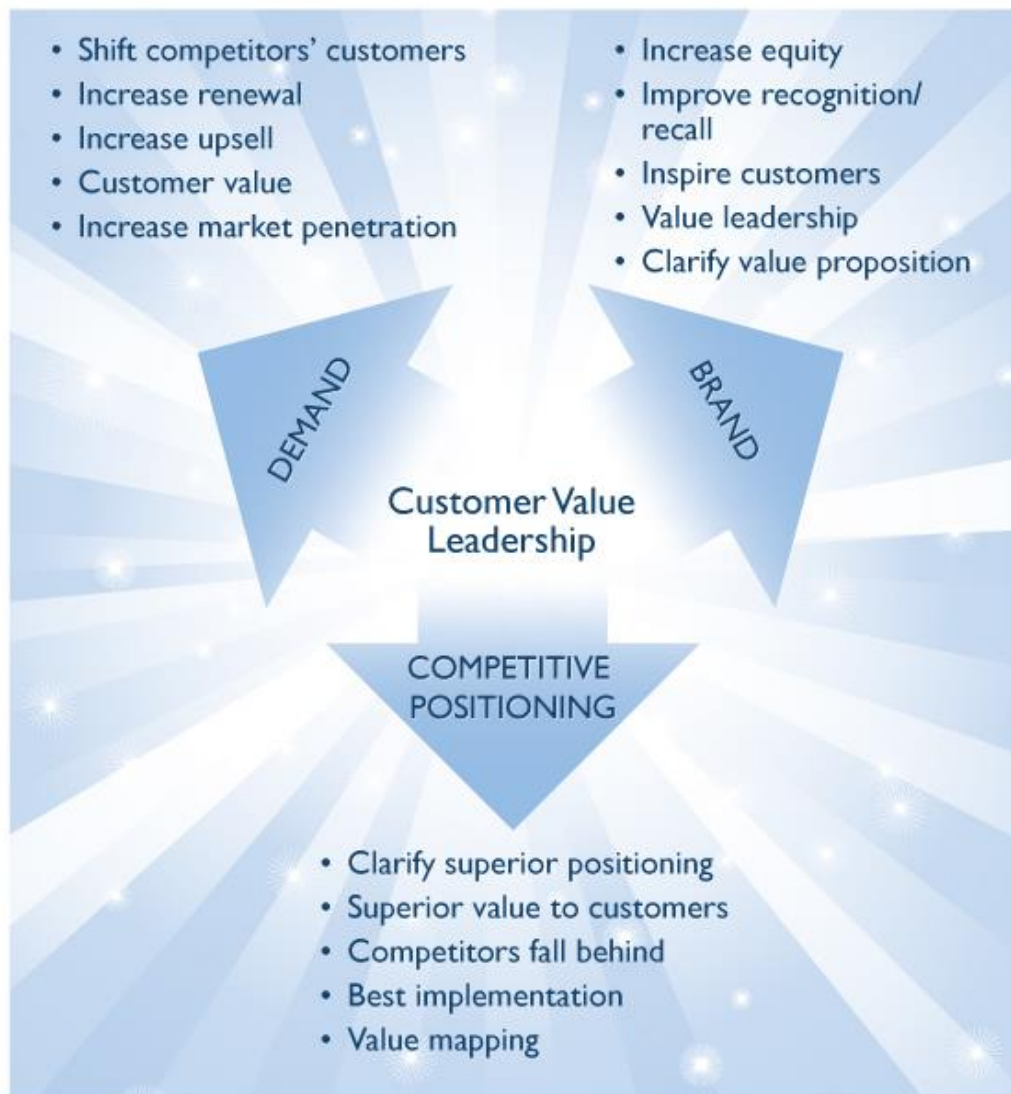 • Shift competitors' customers
• Increase renewal
• Increase upsell
• Customer value
• Increase market penetration
• Increase equity
• Improve recognition/
recall
• Inspire customers
• Value leadership
• Clarify value proposition
DEMAND
BRAND
Customer Value
Leadership
COMPETITIVE
POSITIONING
• Clarify superior positioning
• Superior value to customers
• Competitors fall behind
• Best implementation
• Value mapping